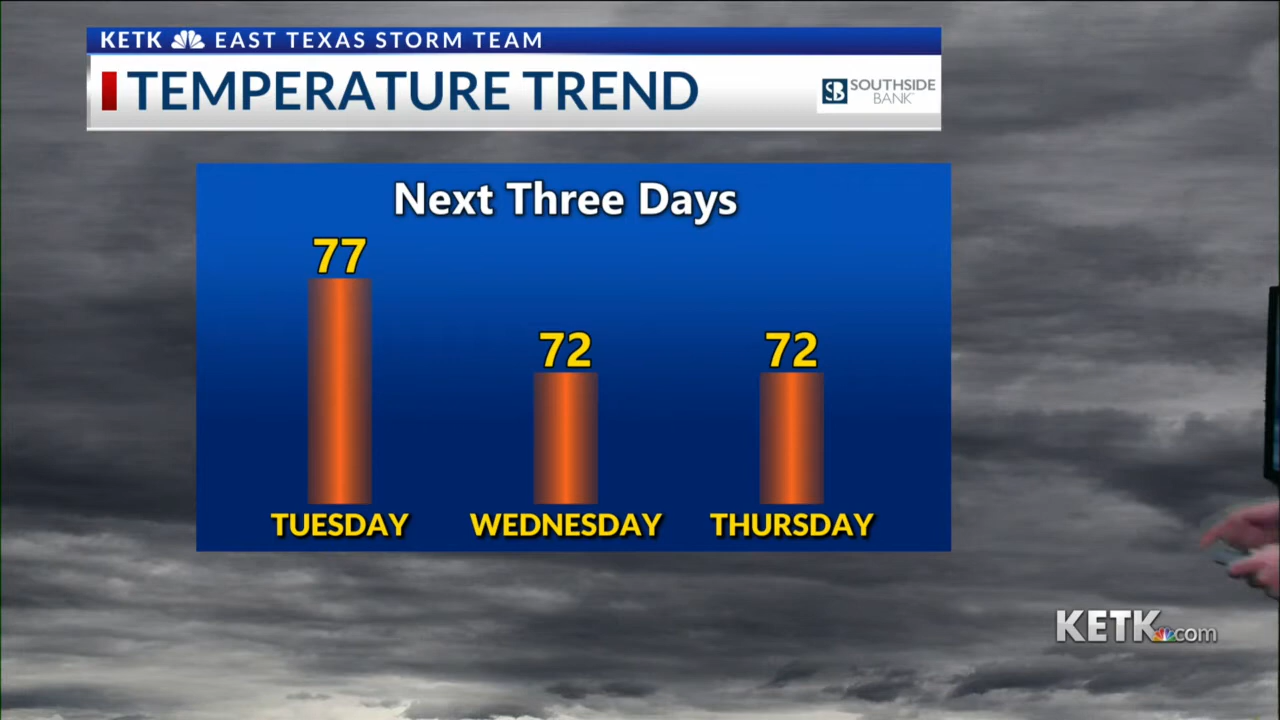 KETK EAST TEXAS STORM TEAM
TEMPERATURE TREND
SB SOUTHSIDE
BANK
Next Three Days
77
72
72
TUESDAY
WEDNESDAY
THURSDAY
KETK.com